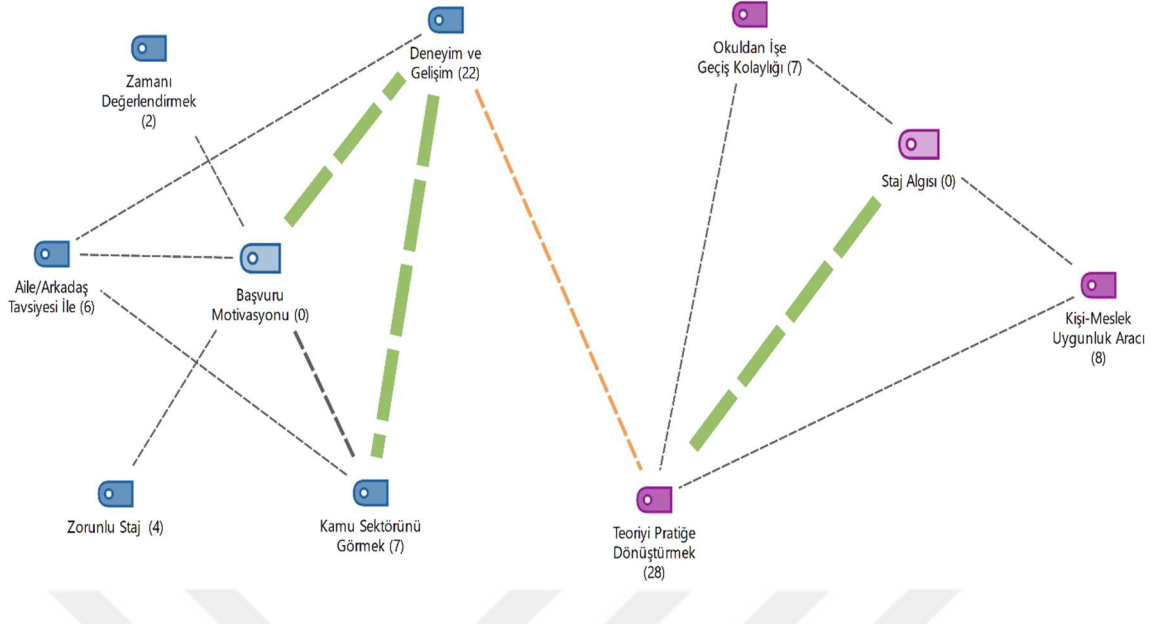 Deneyim ve
Gelişim (22)
Okuldan İşe
Geçiş Kolaylığı (7)
Zamanı
Değerlendirmek
(2)
Staj Algısı (0)
Aile/Arkadaş
Tavsiyesi İle (6)
Başvuru
Motivasyonu (0)
Kişi-Meslek
Uygunluk Aracı
(8)
Zorunlu Staj (4)
Kamu Sektörünü
Görmek (7)
Teoriyi Pratiğe
Dönüştürmek
(28)